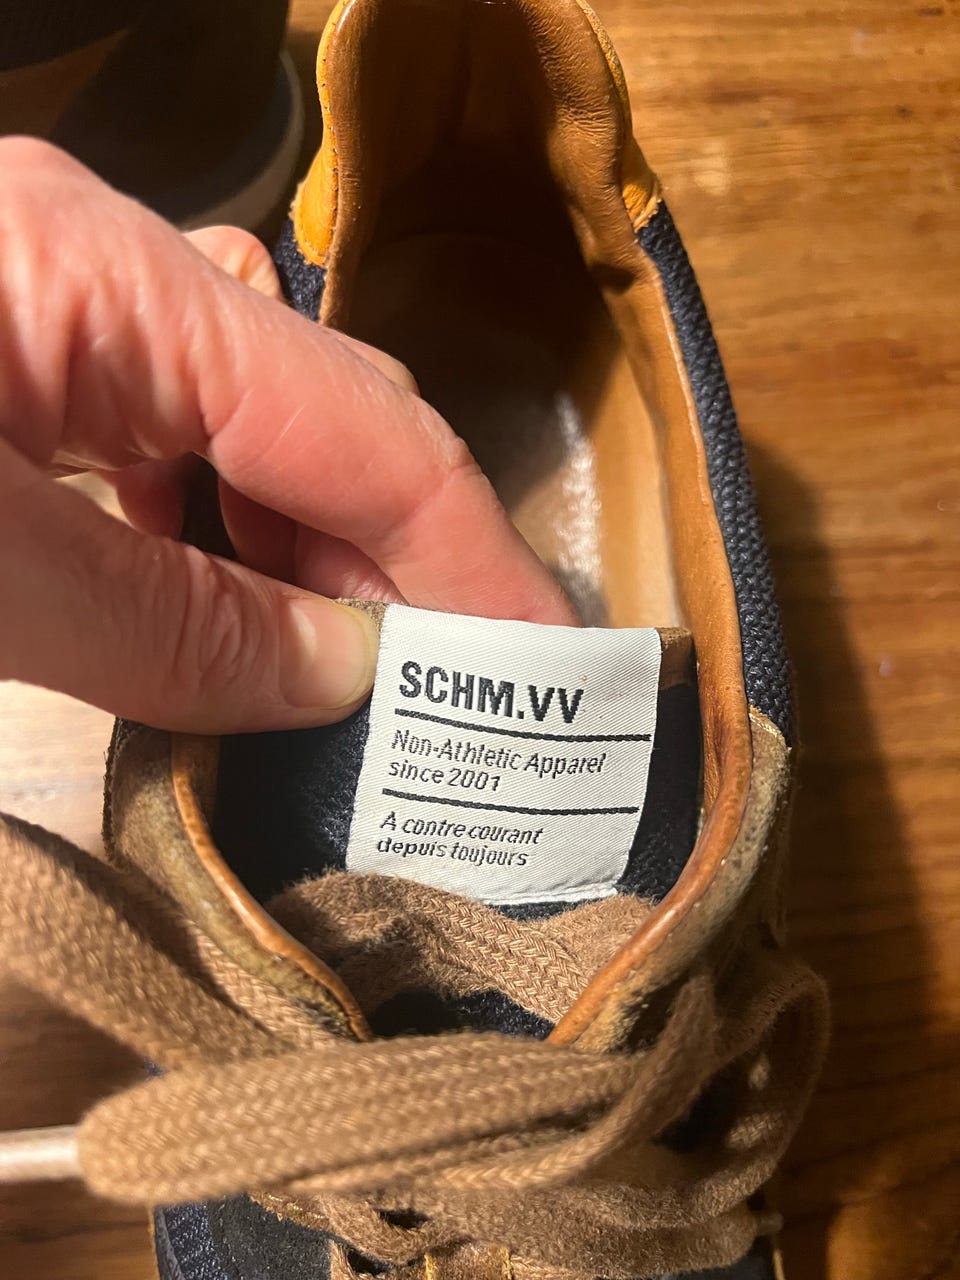 SCHM.VV
Non-Athletic Apparel
since 2001
A contre courant
depuis toujours